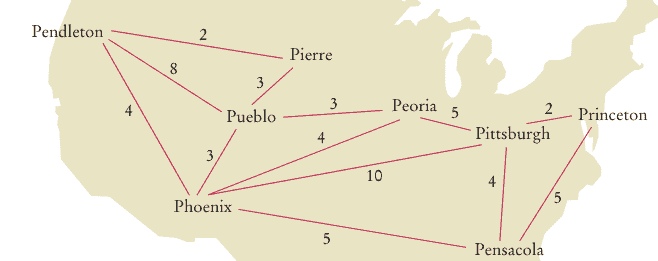 Pendleton
2
Pierre
8
3
4
Pueblo
3
Peoria
5
2
Princeton
Pittsburgh
4
3
10
4
5
Phoenix
5
Pensacola